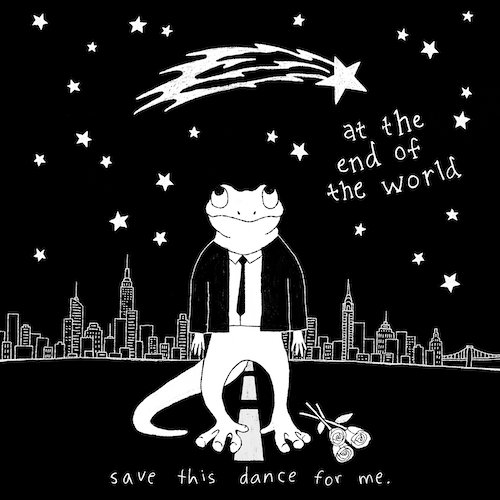 at the
end of
the world
save this dance for me.